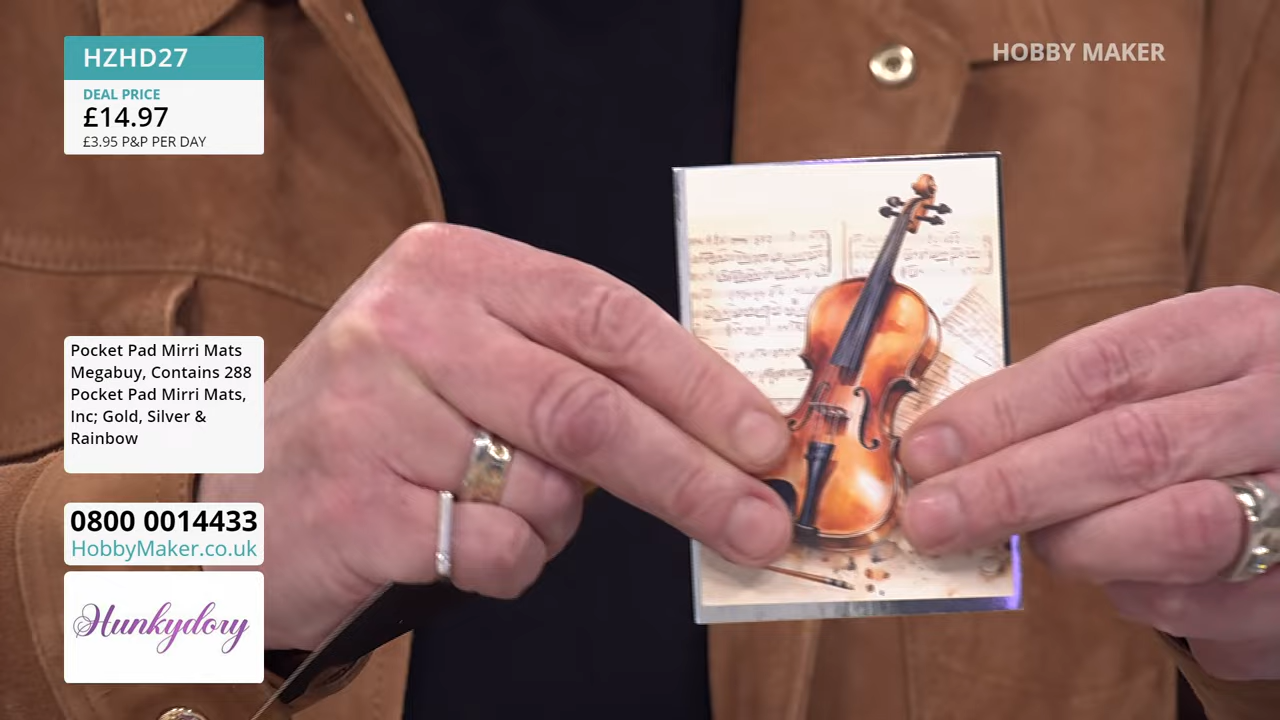 HZHD27
DEAL PRICE
£14.97
£3.95 P&P PER DAY
HOBBY MAKER
Pocket Pad Mirri Mats
Megabuy, Contains 288
Pocket Pad Mirri Mats,
Inc; Gold, Silver &
Rainbow
0800 0014433
HobbyMaker.co.uk
Hunkydory